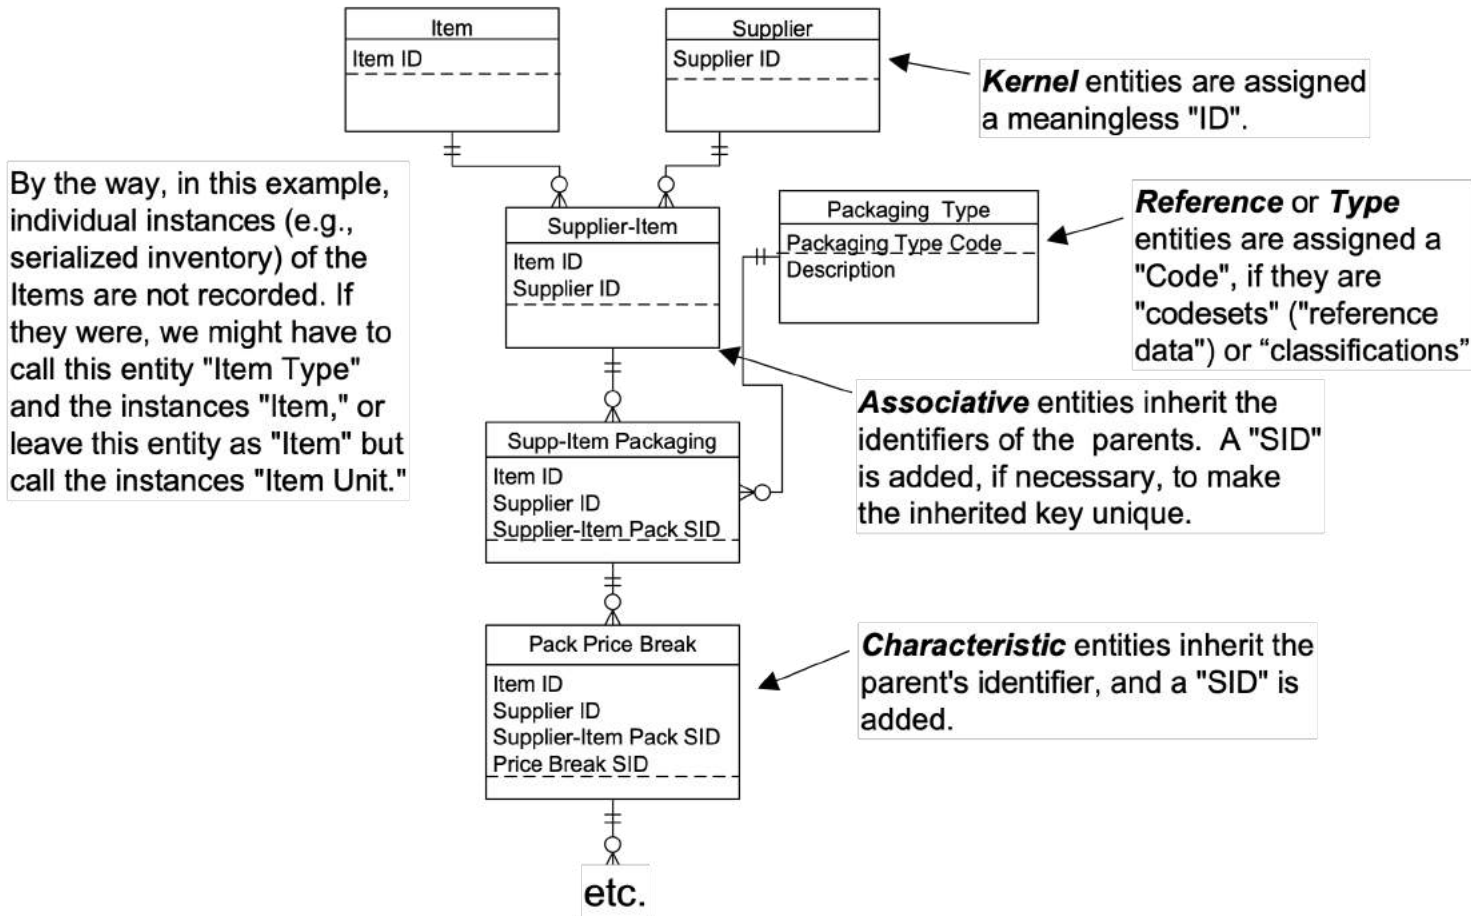 Item
Item ID
Supplier
Supplier ID
Kernel entities are assigned
a meaningless "ID".
By the way, in this example,
individual instances (e.g.,
serialized inventory) of the
Items are not recorded. If
they were, we might have to
call this entity "Item Type"
and the instances "Item," or
leave this entity as "Item" but
call the instances "Item Unit."
Supplier-Item
Item ID
Supplier ID
Packaging Type
Packaging Type Code
Description
Reference or Type
entities are assigned a
"Code", if they are
"codesets" ("reference
data") or “classifications”
Associative entities inherit the
identifiers of the parents. A "SID"
is added, if necessary, to make
the inherited key unique.
Supp-Item Packaging
Item ID
Supplier ID
Supplier-Item Pack SID
Pack Price Break
Item ID
Supplier ID
Supplier-Item Pack SID
Price Break SID
Characteristic entities inherit the
parent's identifier, and a "SID" is
added.
etc.